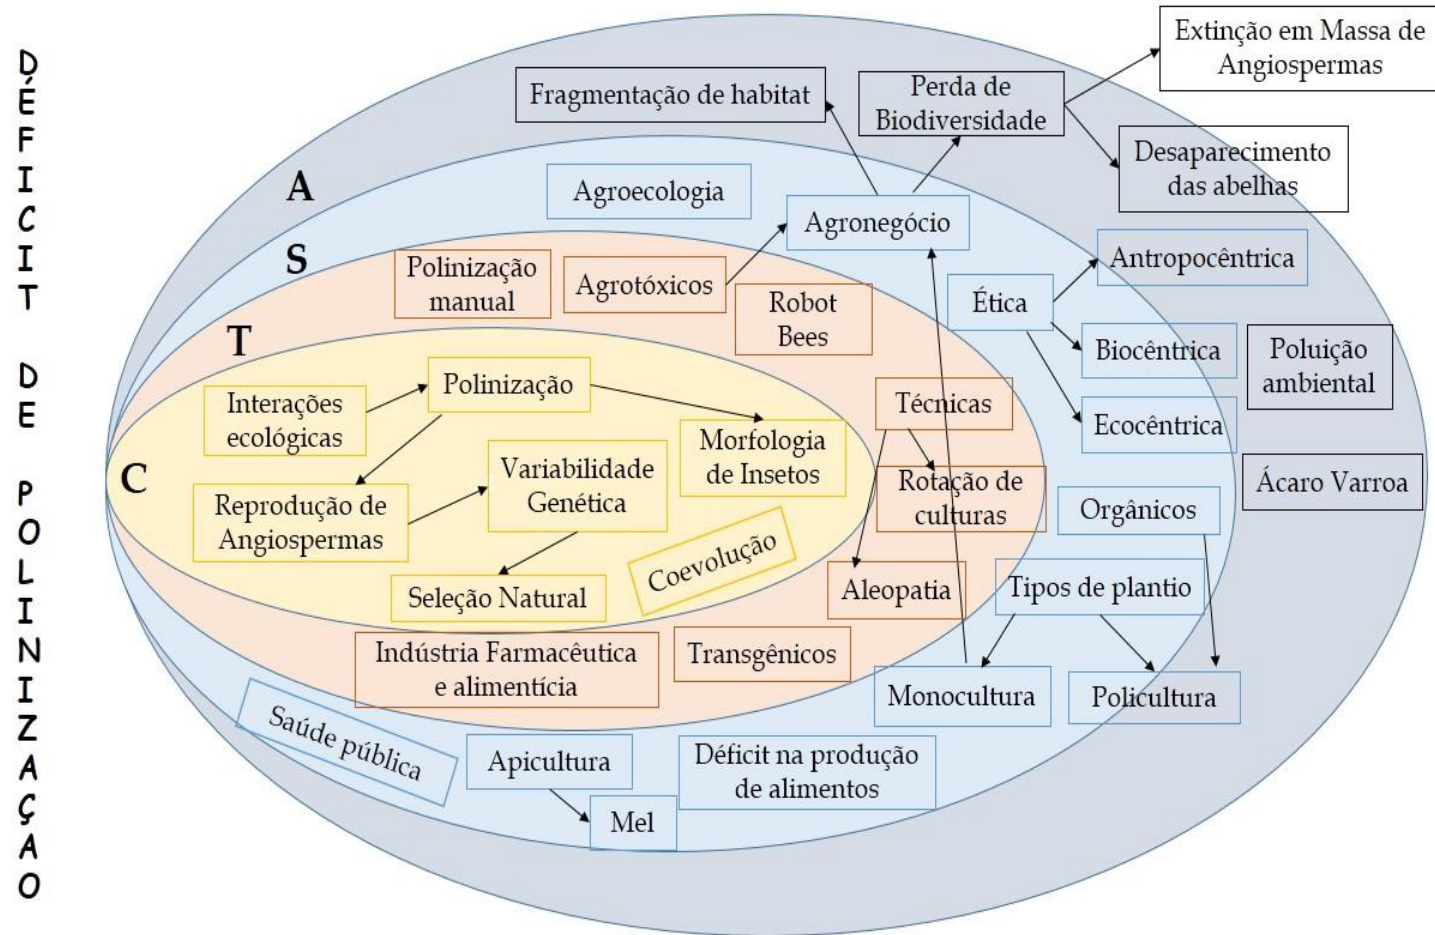 DÉFICIT DE POLINIZAÇAO
Extinção em Massa de
Angiospermas
Fragmentação de habitat
Perda de
Biodiversidade
Desaparecimento
das abelhas
A
Agroecologia
Agronegócio
S
Polinização
manual
Agrotóxicos
Robot
Bees
Ética
Antropocêntrica
Biocêntrica
Ecocêntrica
Poluição
ambiental
Ácaro Varroa
T
Interações
ecológicas
Polinização
Morfologia
de Insetos
Técnicas
Rotação de
culturas
C
Reprodução de
Angiospermas
Variabilidade
Genética
Seleção Natural
Coevolução
Aleopatia
Orgânicos
Tipos de plantio
Indústria Farmacêutica
e alimentícia
Transgênicos
Monocultura
Policultura
Saúde pública
Apicultura
Mel
Déficit na produção
de alimentos